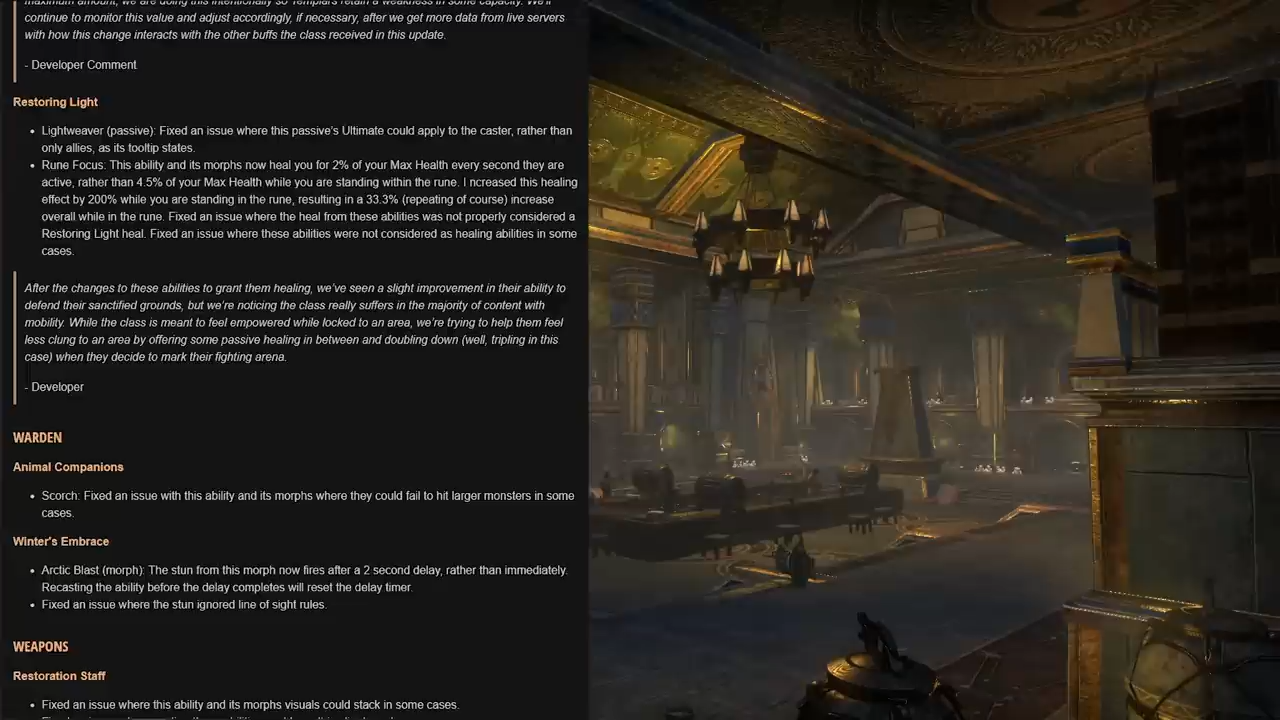 maximum amount, we are doing this intentionally so Templars retain a weakness in some capacity. We'll
continue to monitor this value and adjust accordingly, if necessary, after we get more data from live servers
with how this change interacts with the other buffs the class received in this update.
- Developer Comment
Restoring Light
• Lightweaver (passive): Fixed an issue where this passive's Ultimate could apply to the caster, rather than
only allies, as its tooltip states.
• Rune Focus: This ability and its morphs now heal you for 2% of your Max Health every second they are
active, rather than 4.5% of your Max Health while you are standing within the rune. I ncreased this healing
effect by 200% while you are standing in the rune, resulting in a 33.3% (repeating of course) increase
overall while in the rune. Fixed an issue where the heal from these abilities was not properly considered a
Restoring Light heal. Fixed an issue where these abilities were not considered as healing abilities in some
cases.
After the changes to these abilities to grant them healing, we've seen a slight improvement in their ability to
defend their sanctified grounds, but we're noticing the class really suffers in the majority of content with
mobility. While the class is meant to feel empowered while locked to an area, we're trying to help them feel
less clung to an area by offering some passive healing in between and doubling down (well, tripling in this
case) when they decide to mark their fighting arena.
- Developer
WARDEN
Animal Companions
• Scorch: Fixed an issue with this ability and its morphs where they could fail to hit larger monsters in some
cases.
Winter's Embrace
• Arctic Blast (morph): The stun from this morph now fires after a 2 second delay, rather than immediately.
Recasting the ability before the delay completes will reset the delay timer.
• Fixed an issue where the stun ignored line of sight rules.
WEAPONS
Restoration Staff
• Fixed an issue where this ability and its morphs visuals could stack in some cases.